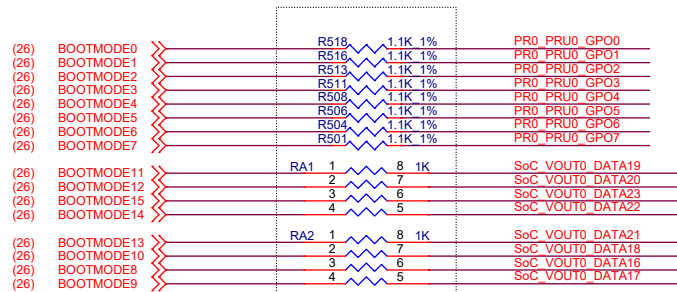 (26) BOOTMODE0 R518 1.1K 1% PR0_PRU0_GPO0
(26) BOOTMODE1 R516 1.1K 1% PR0_PRU0_GPO1
(26) BOOTMODE2 R513 1.1K 1% PR0_PRU0_GPO2
(26) BOOTMODE3 R511 1.1K 1% PR0_PRU0_GPO3
(26) BOOTMODE4 R508 1.1K 1% PR0_PRU0_GPO4
(26) BOOTMODE5 R506 1.1K 1% PR0_PRU0_GPO5
(26) BOOTMODE6 R504 1.1K 1% PR0_PRU0_GPO6
(26) BOOTMODE7 R501 1.1K 1% PR0_PRU0_GPO7
(26) BOOTMODE11 RA1 1 8 1K SoC_VOUT0_DATA19
(26) BOOTMODE12 2 7 SoC_VOUT0_DATA20
(26) BOOTMODE15 3 6 SoC_VOUT0_DATA23
(26) BOOTMODE14 4 5 SoC_VOUT0_DATA22
(26) BOOTMODE13 RA2 1 8 1K SoC_VOUT0_DATA21
(26) BOOTMODE10 2 7 SoC_VOUT0_DATA18
(26) BOOTMODE8 3 6 SoC_VOUT0_DATA16
(26) BOOTMODE9 4 5 SoC_VOUT0_DATA17